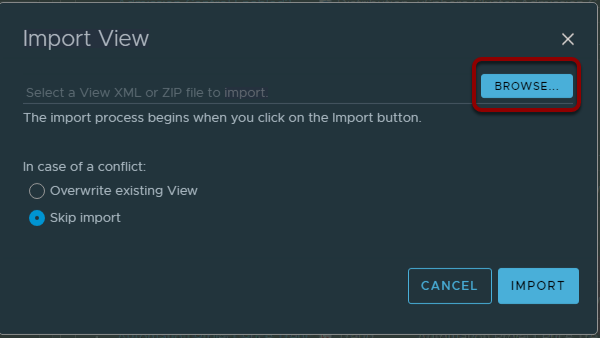 Import View
Select a View XML or ZIP file to import.
BROWSE...
The import process begins when you click on the Import button.
In case of a conflict:
Overwrite existing View
Skip import
CANCEL
IMPORT